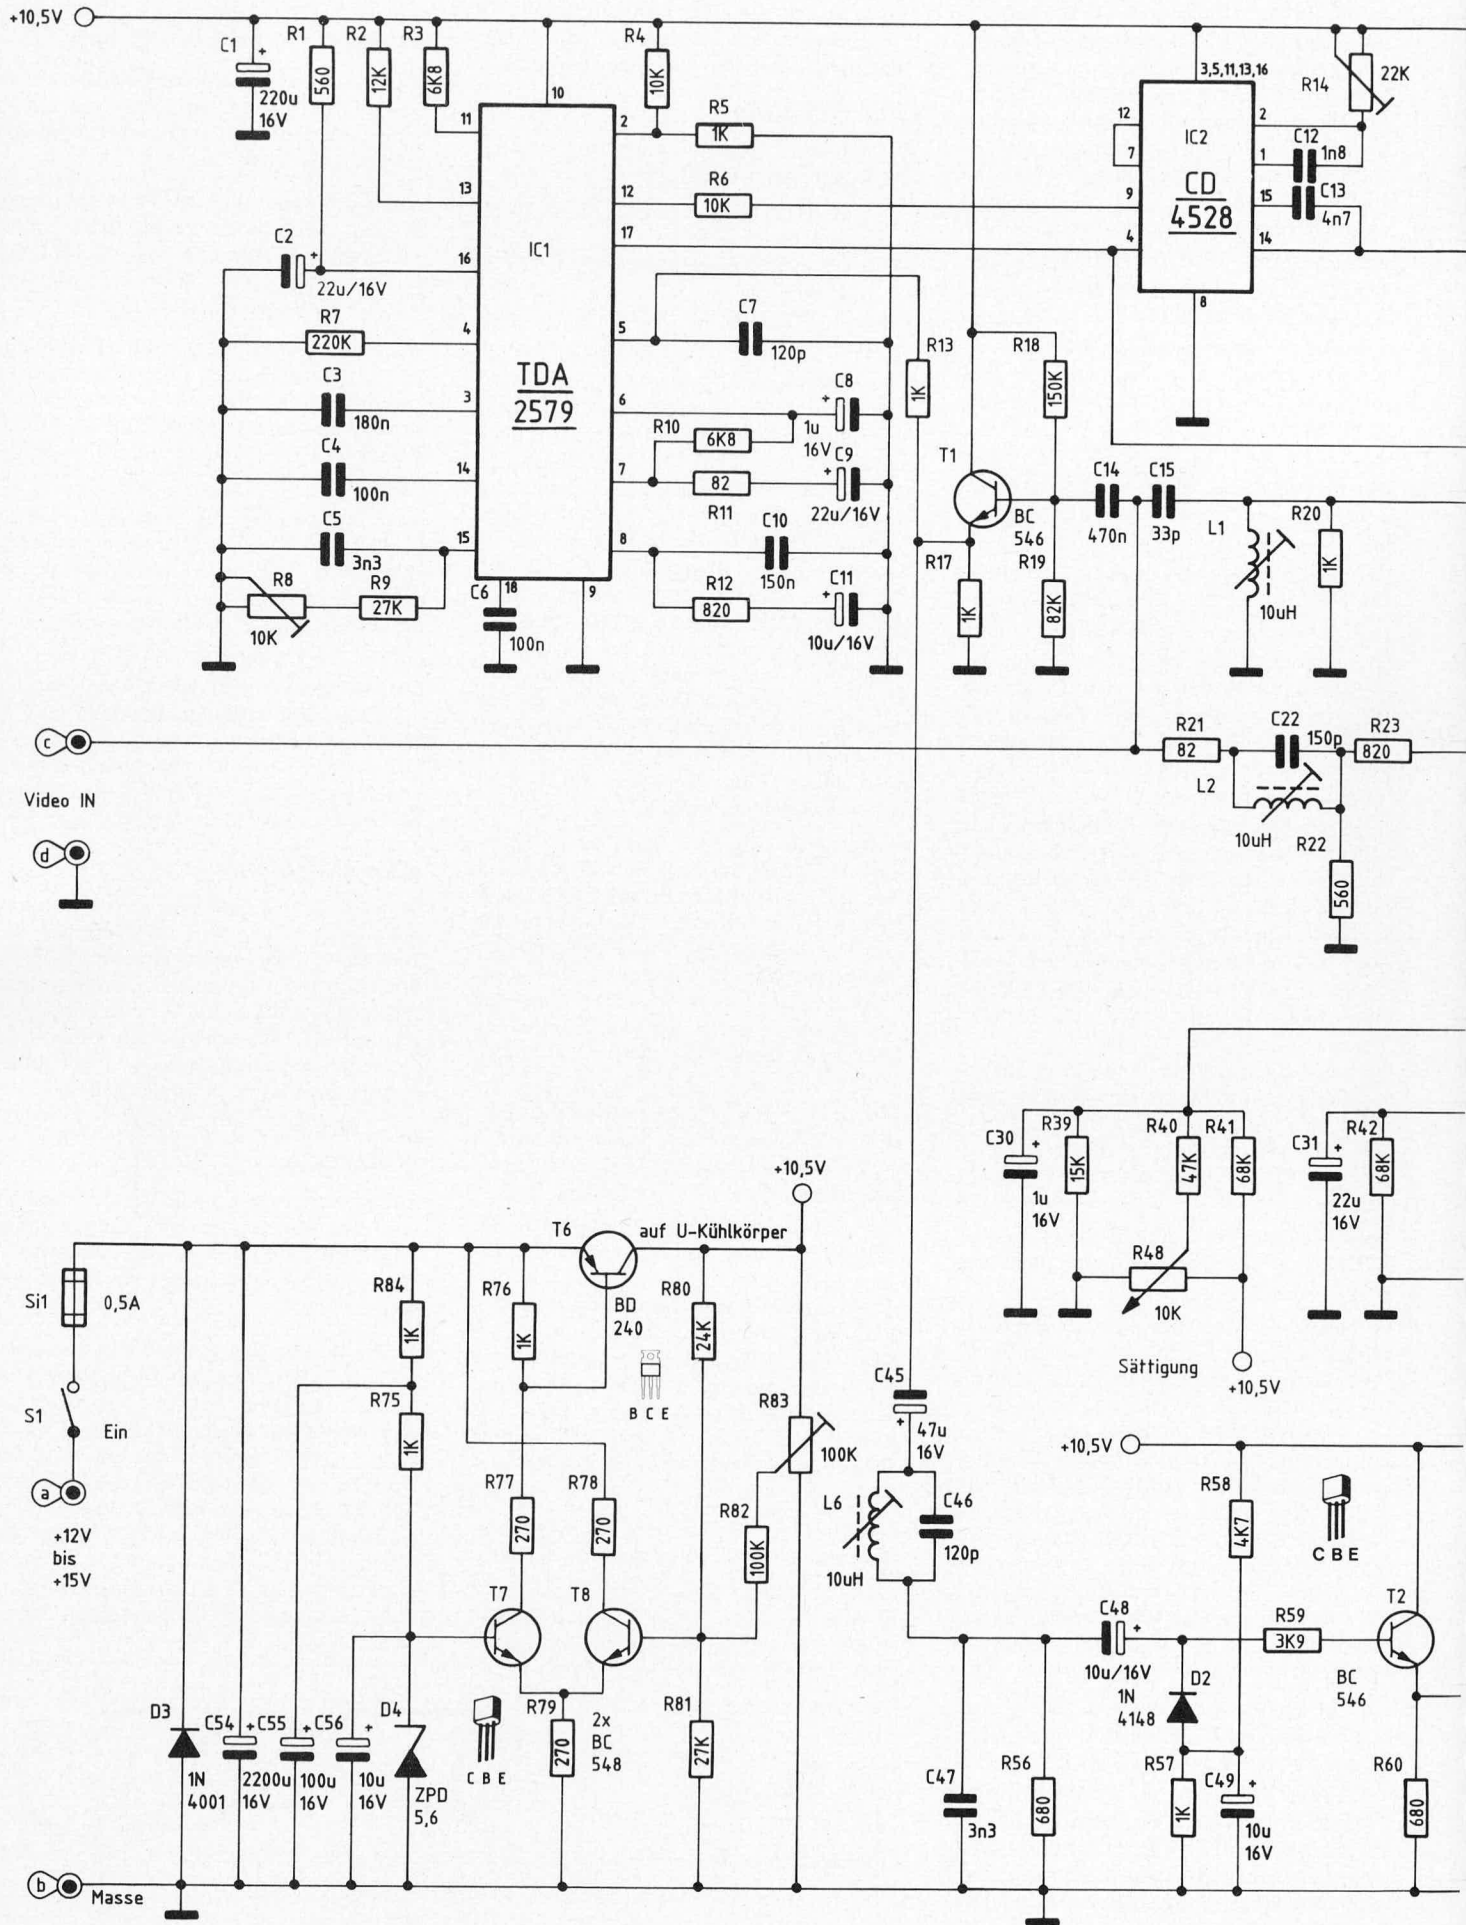 +10,5V
C1
+
220u
16V
R1
560
R2
12K
R3
6K8
R4
10K
R5
1K
R6
10K
10
11
13
16
4
3
14
15
18
9
2
12
17
5
6
7
8
IC1
TDA
2579
C2
+
22u/16V
R7
220K
C3
180n
C4
100n
C5
3n3
R8
10K
R9
27K
C6
100n
C7
120p
C8
+
1u
16V
R10
6K8
C9
+
82
R11
22u/16V
C10
150n
R12
820
C11
+
10u/16V
R13
1K
3,5,11,13,16
12
7
9
4
2
1
15
14
8
IC2
CD
4528
R14
22K
C12
1n8
C13
4n7
R18
150K
T1
BC
546
R17
1K
R19
82K
C14
470n
C15
33p
L1
10uH
R20
1K
c
Video IN
d
R21
82
C22
150p
R23
820
L2
10uH
R22
560
C30
+
1u
16V
R39
15K
R40
47K
R41
68K
C31
+
22u
16V
R42
68K
R48
10K
Sättigung
+10,5V
+10,5V
T6
auf U-Kühlkörper
BD
240
B C E
Si1
0,5A
S1
Ein
a
+12V
bis
+15V
R84
1K
R75
1K
R76
1K
R80
24K
R83
100K
R77
270
R78
270
R82
100K
T7
T8
R79
270
2x
BC
548
C B E
R81
27K
D3
1N
4001
C54
+
2200u
16V
C55
+
100u
16V
C56
+
10u
16V
D4
ZPD
5,6
b
Masse
C45
+
47u
16V
L6
10uH
C46
120p
+10,5V
R58
4K7
C B E
T2
BC
546
C48
+
10u/16V
R59
3K9
D2
1N
4148
C47
3n3
R56
680
R57
1K
C49
+
10u
16V
R60
680